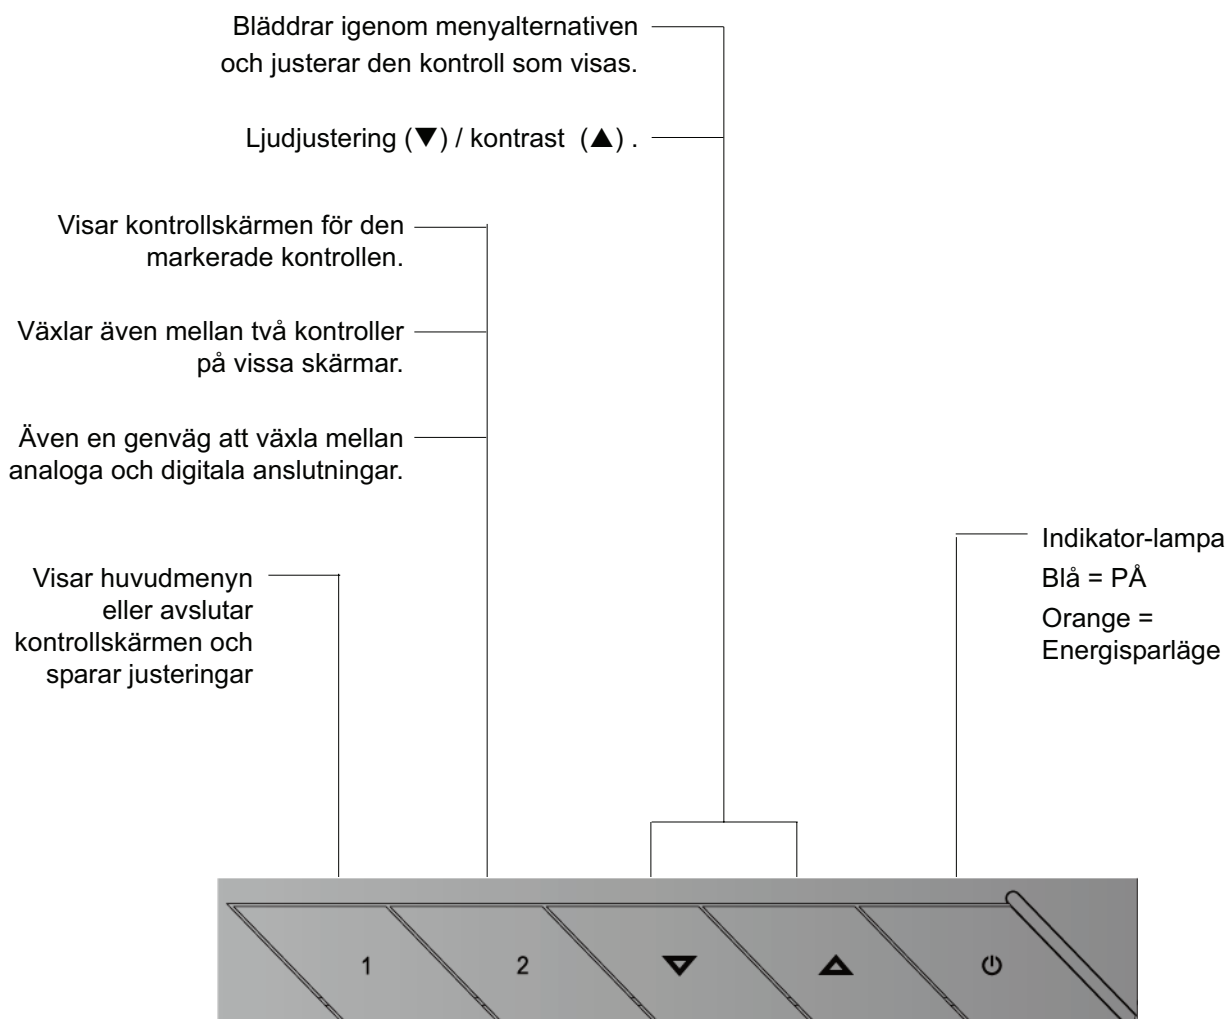 Bläddrar igenom menyalternativen
och justerar den kontroll som visas.
Ljudjustering (▼) / kontrast (▲) .
Visar kontrollskärmen för den
markerade kontrollen.
Växlar även mellan två kontroller
på vissa skärmar.
Även en genväg att växla mellan
analoga och digitala anslutningar.
Visar huvudmenyn
eller avslutar
kontrollskärmen och
sparar justeringar
Indikator-lampa
Blå = PÅ
Orange =
Energisparläge
1
2